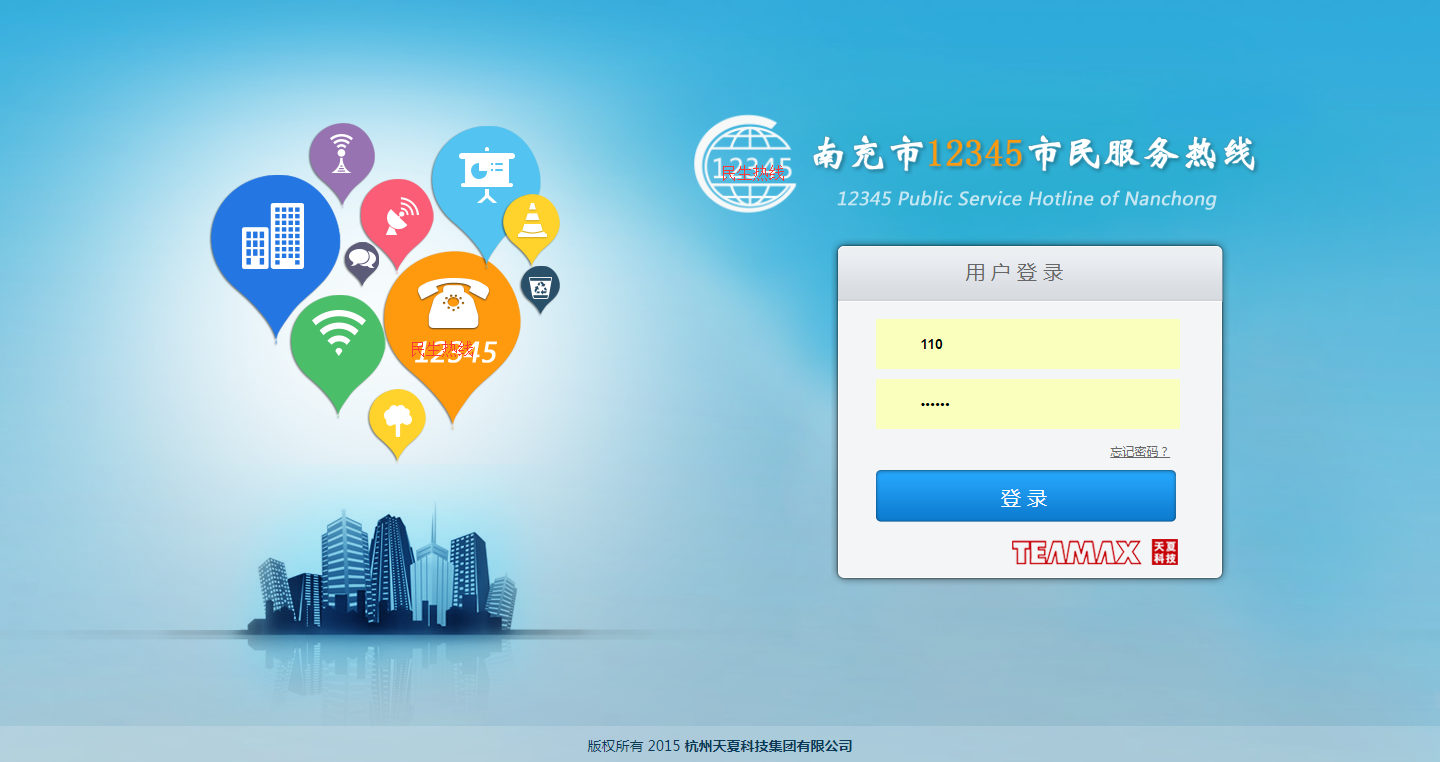 12345
民生热线
南充市12345市民服务热线
12345 Public Service Hotline of Nanchong
用户登录
110
••••••
忘记密码？
登录
TEAMAX 天夏科技
12345
民生热线
版权所有 2015 杭州天夏科技集团有限公司